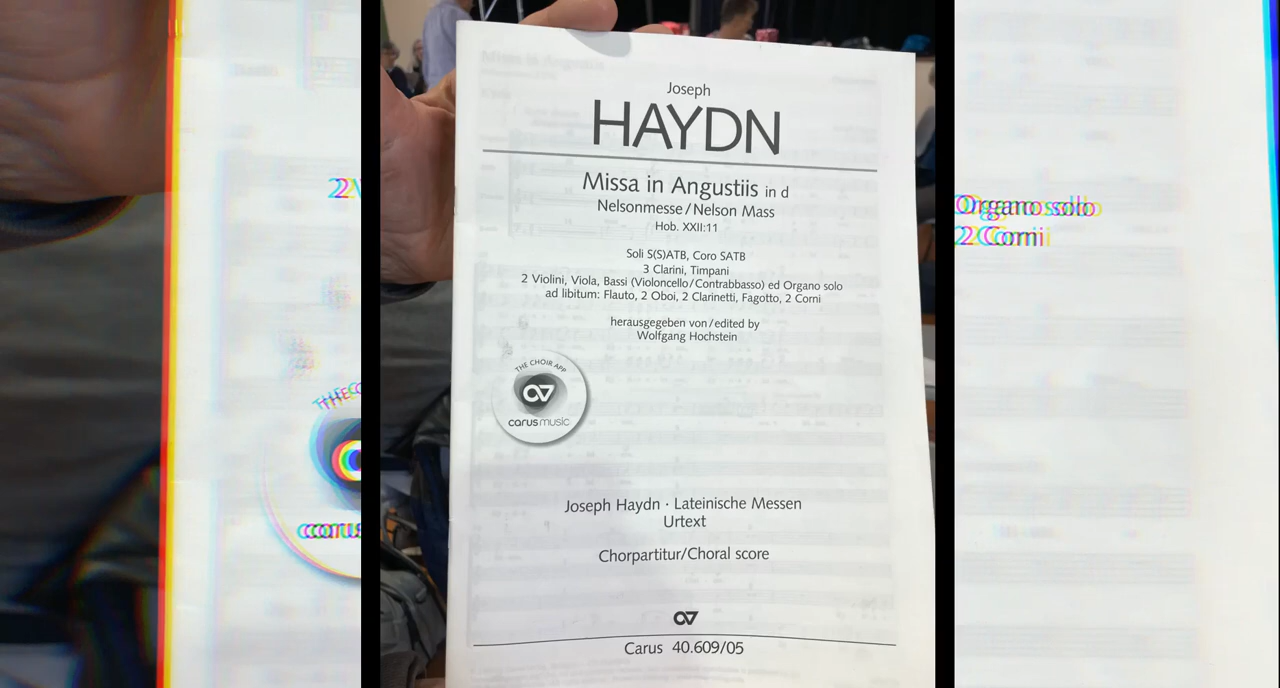 Joseph
HAYDN
Missa in Angustiis in d
Nelsonmesse/Nelson Mass
Hob. XXII:11
Soli S(S)ATB, Coro SATB
3 Clarini, Timpani
2 Violini, Viola, Bassi (Violoncello/Contrabbasso) ed Organo solo
ad libitum: Flauto, 2 Oboi, 2 Clarinetti, Fagotto, 2 Corni
herausgegeben von/edited by
Wolfgang Hochstein
THE CHOIR APP
carus music
Joseph Haydn · Lateinische Messen
Urtext
Chorpartitur/Choral score
Carus 40.609/05
Organo solo
2 Corni